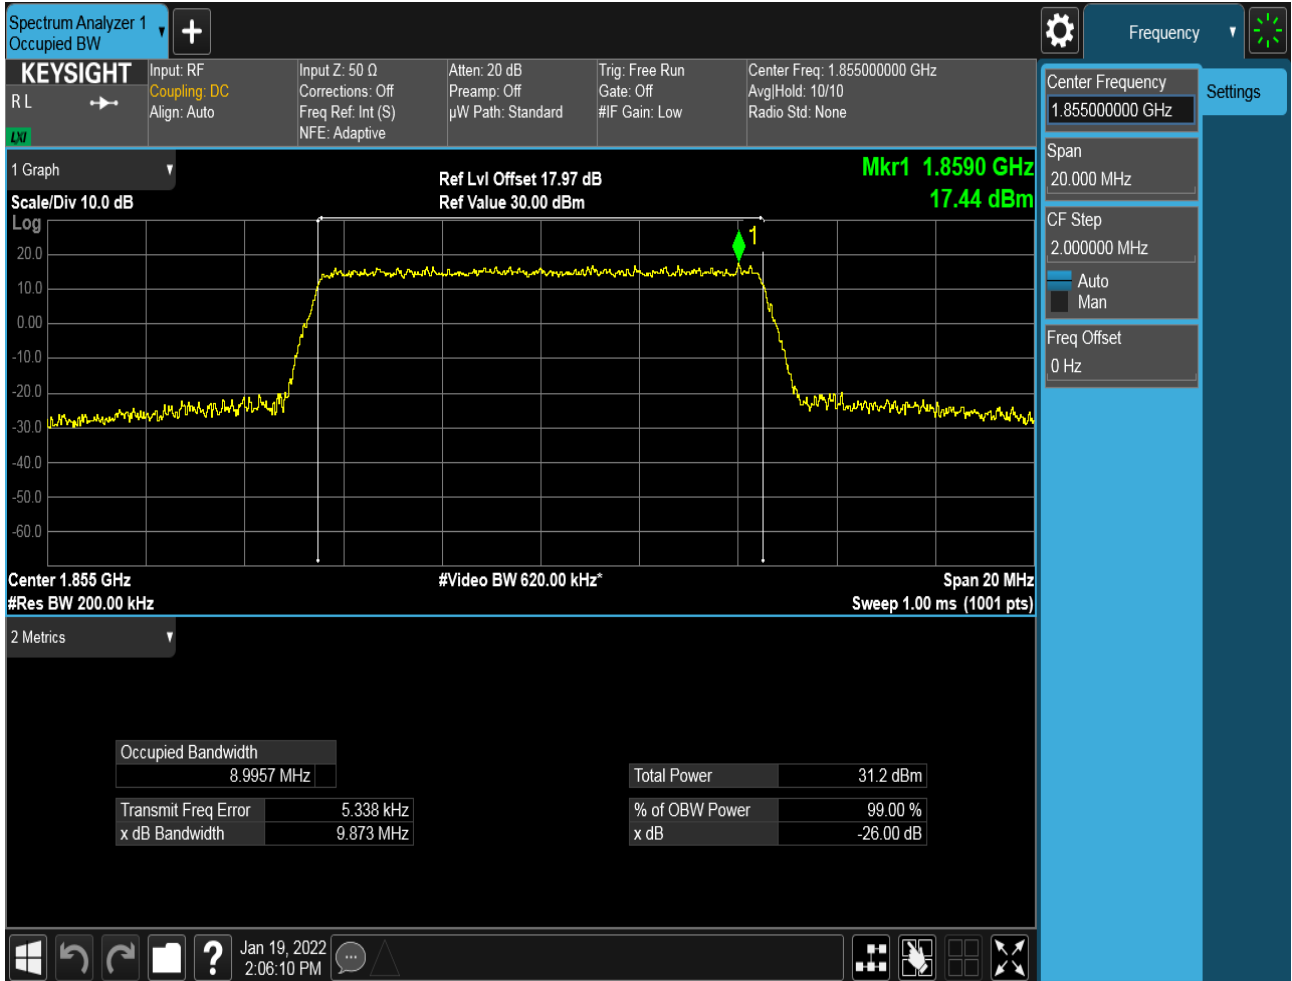 Spectrum Analyzer 1
Occupied BW
+
Frequency
KEYSIGHT
R L
LXI
Input: RF
Coupling: DC
Align: Auto
Input Z: 50 Ω
Corrections: Off
Freq Ref: Int (S)
NFE: Adaptive
Atten: 20 dB
Preamp: Off
µW Path: Standard
Trig: Free Run
Gate: Off
#IF Gain: Low
Center Freq: 1.855000000 GHz
Avg|Hold: 10/10
Radio Std: None
Center Frequency
1.855000000 GHz
Settings
Span
20.000 MHz
CF Step
2.000000 MHz
Auto
Man
Freq Offset
0 Hz
1 Graph
Scale/Div 10.0 dB
Ref Lvl Offset 17.97 dB
Ref Value 30.00 dBm
Mkr1 1.8590 GHz
17.44 dBm
Log
1
20.0
10.0
0.00
-10.0
-20.0
-30.0
-40.0
-50.0
-60.0
Center 1.855 GHz
#Video BW 620.00 kHz*
Span 20 MHz
#Res BW 200.00 kHz
Sweep 1.00 ms (1001 pts)
2 Metrics
Occupied Bandwidth
8.9957 MHz
Total Power 31.2 dBm
Transmit Freq Error 5.338 kHz
% of OBW Power 99.00 %
x dB Bandwidth 9.873 MHz
x dB -26.00 dB
?
Jan 19, 2022
2:06:10 PM